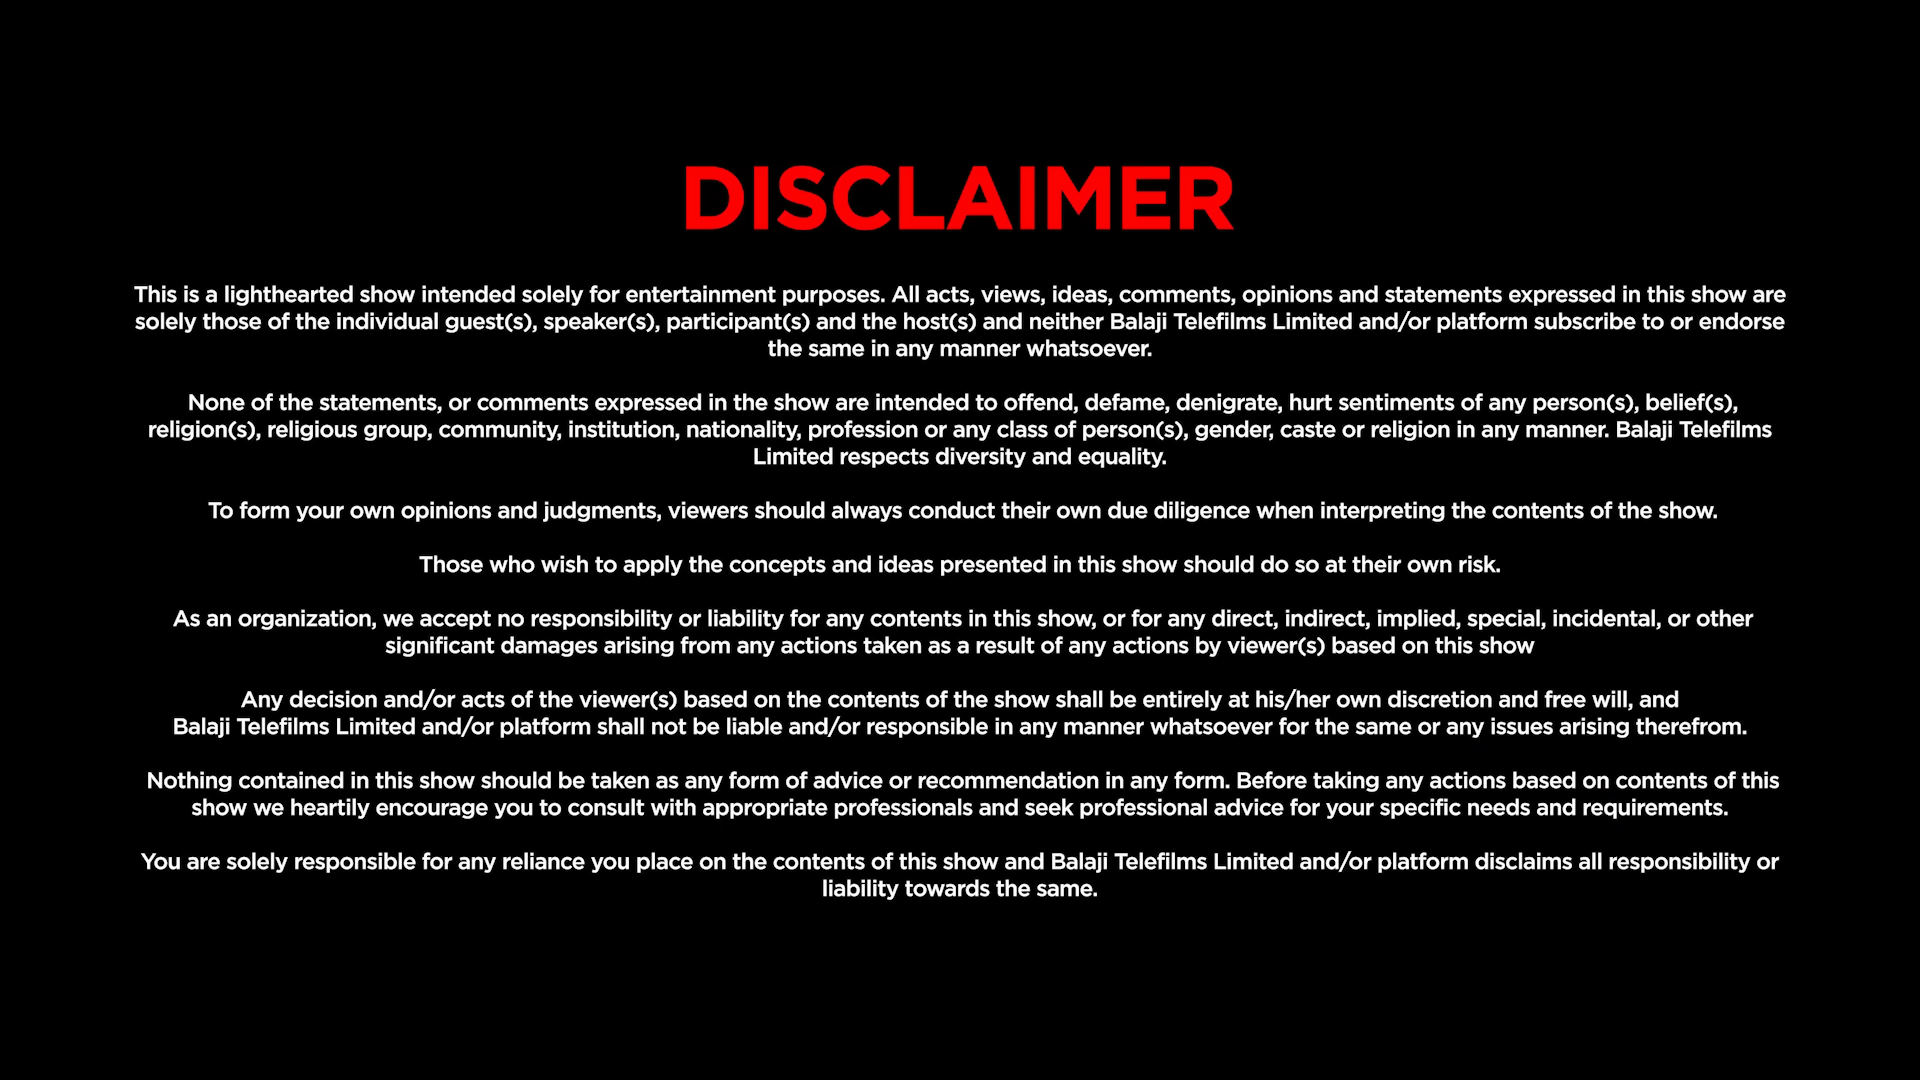 DISCLAIMER
This is a lighthearted show intended solely for entertainment purposes. All acts, views, ideas, comments, opinions and statements expressed in this show are
solely those of the individual guest(s), speaker(s), participant(s) and the host(s) and neither Balaji Telefilms Limited and/or platform subscribe to or endorse
the same in any manner whatsoever.
None of the statements, or comments expressed in the show are intended to offend, defame, denigrate, hurt sentiments of any person(s), belief(s),
religion(s), religious group, community, institution, nationality, profession or any class of person(s), gender, caste or religion in any manner. Balaji Telefilms
Limited respects diversity and equality.
To form your own opinions and judgments, viewers should always conduct their own due diligence when interpreting the contents of the show.
Those who wish to apply the concepts and ideas presented in this show should do so at their own risk.
As an organization, we accept no responsibility or liability for any contents in this show, or for any direct, indirect, implied, special, incidental, or other
significant damages arising from any actions taken as a result of any actions by viewer(s) based on this show
Any decision and/or acts of the viewer(s) based on the contents of the show shall be entirely at his/her own discretion and free will, and
Balaji Telefilms Limited and/or platform shall not be liable and/or responsible in any manner whatsoever for the same or any issues arising therefrom.
Nothing contained in this show should be taken as any form of advice or recommendation in any form. Before taking any actions based on contents of this
show we heartily encourage you to consult with appropriate professionals and seek professional advice for your specific needs and requirements.
You are solely responsible for any reliance you place on the contents of this show and Balaji Telefilms Limited and/or platform disclaims all responsibility or
liability towards the same.